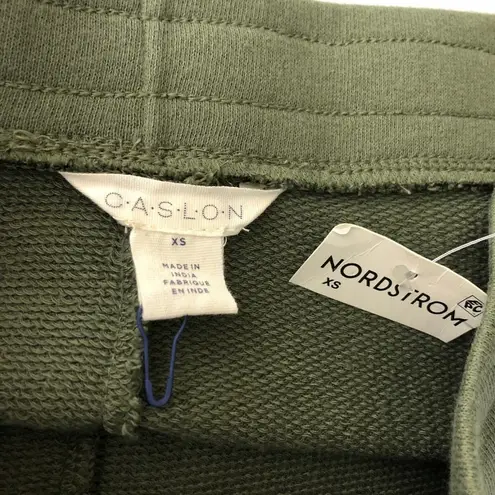 C·A·S·L·O·N
XS
MADE IN
INDIA
FABRIQUE
EN INDE
NORDSTROM
XS